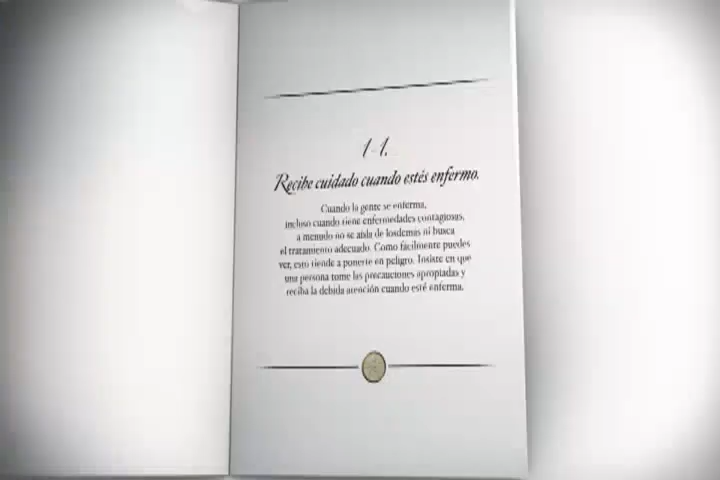 1-1.
Recibe cuidado cuando estés enfermo.
Cuando la gente se enferma,
incluso cuando tiene enfermedades contagiosas,
a menudo no se aísla de losdemás ni busca
el tratamiento adecuado. Como fácilmente puedes
ver, esto tiende a ponerte en peligro. Insiste en que
una persona tome las precauciones apropiadas y
reciba la debida atención cuando esté enferma.